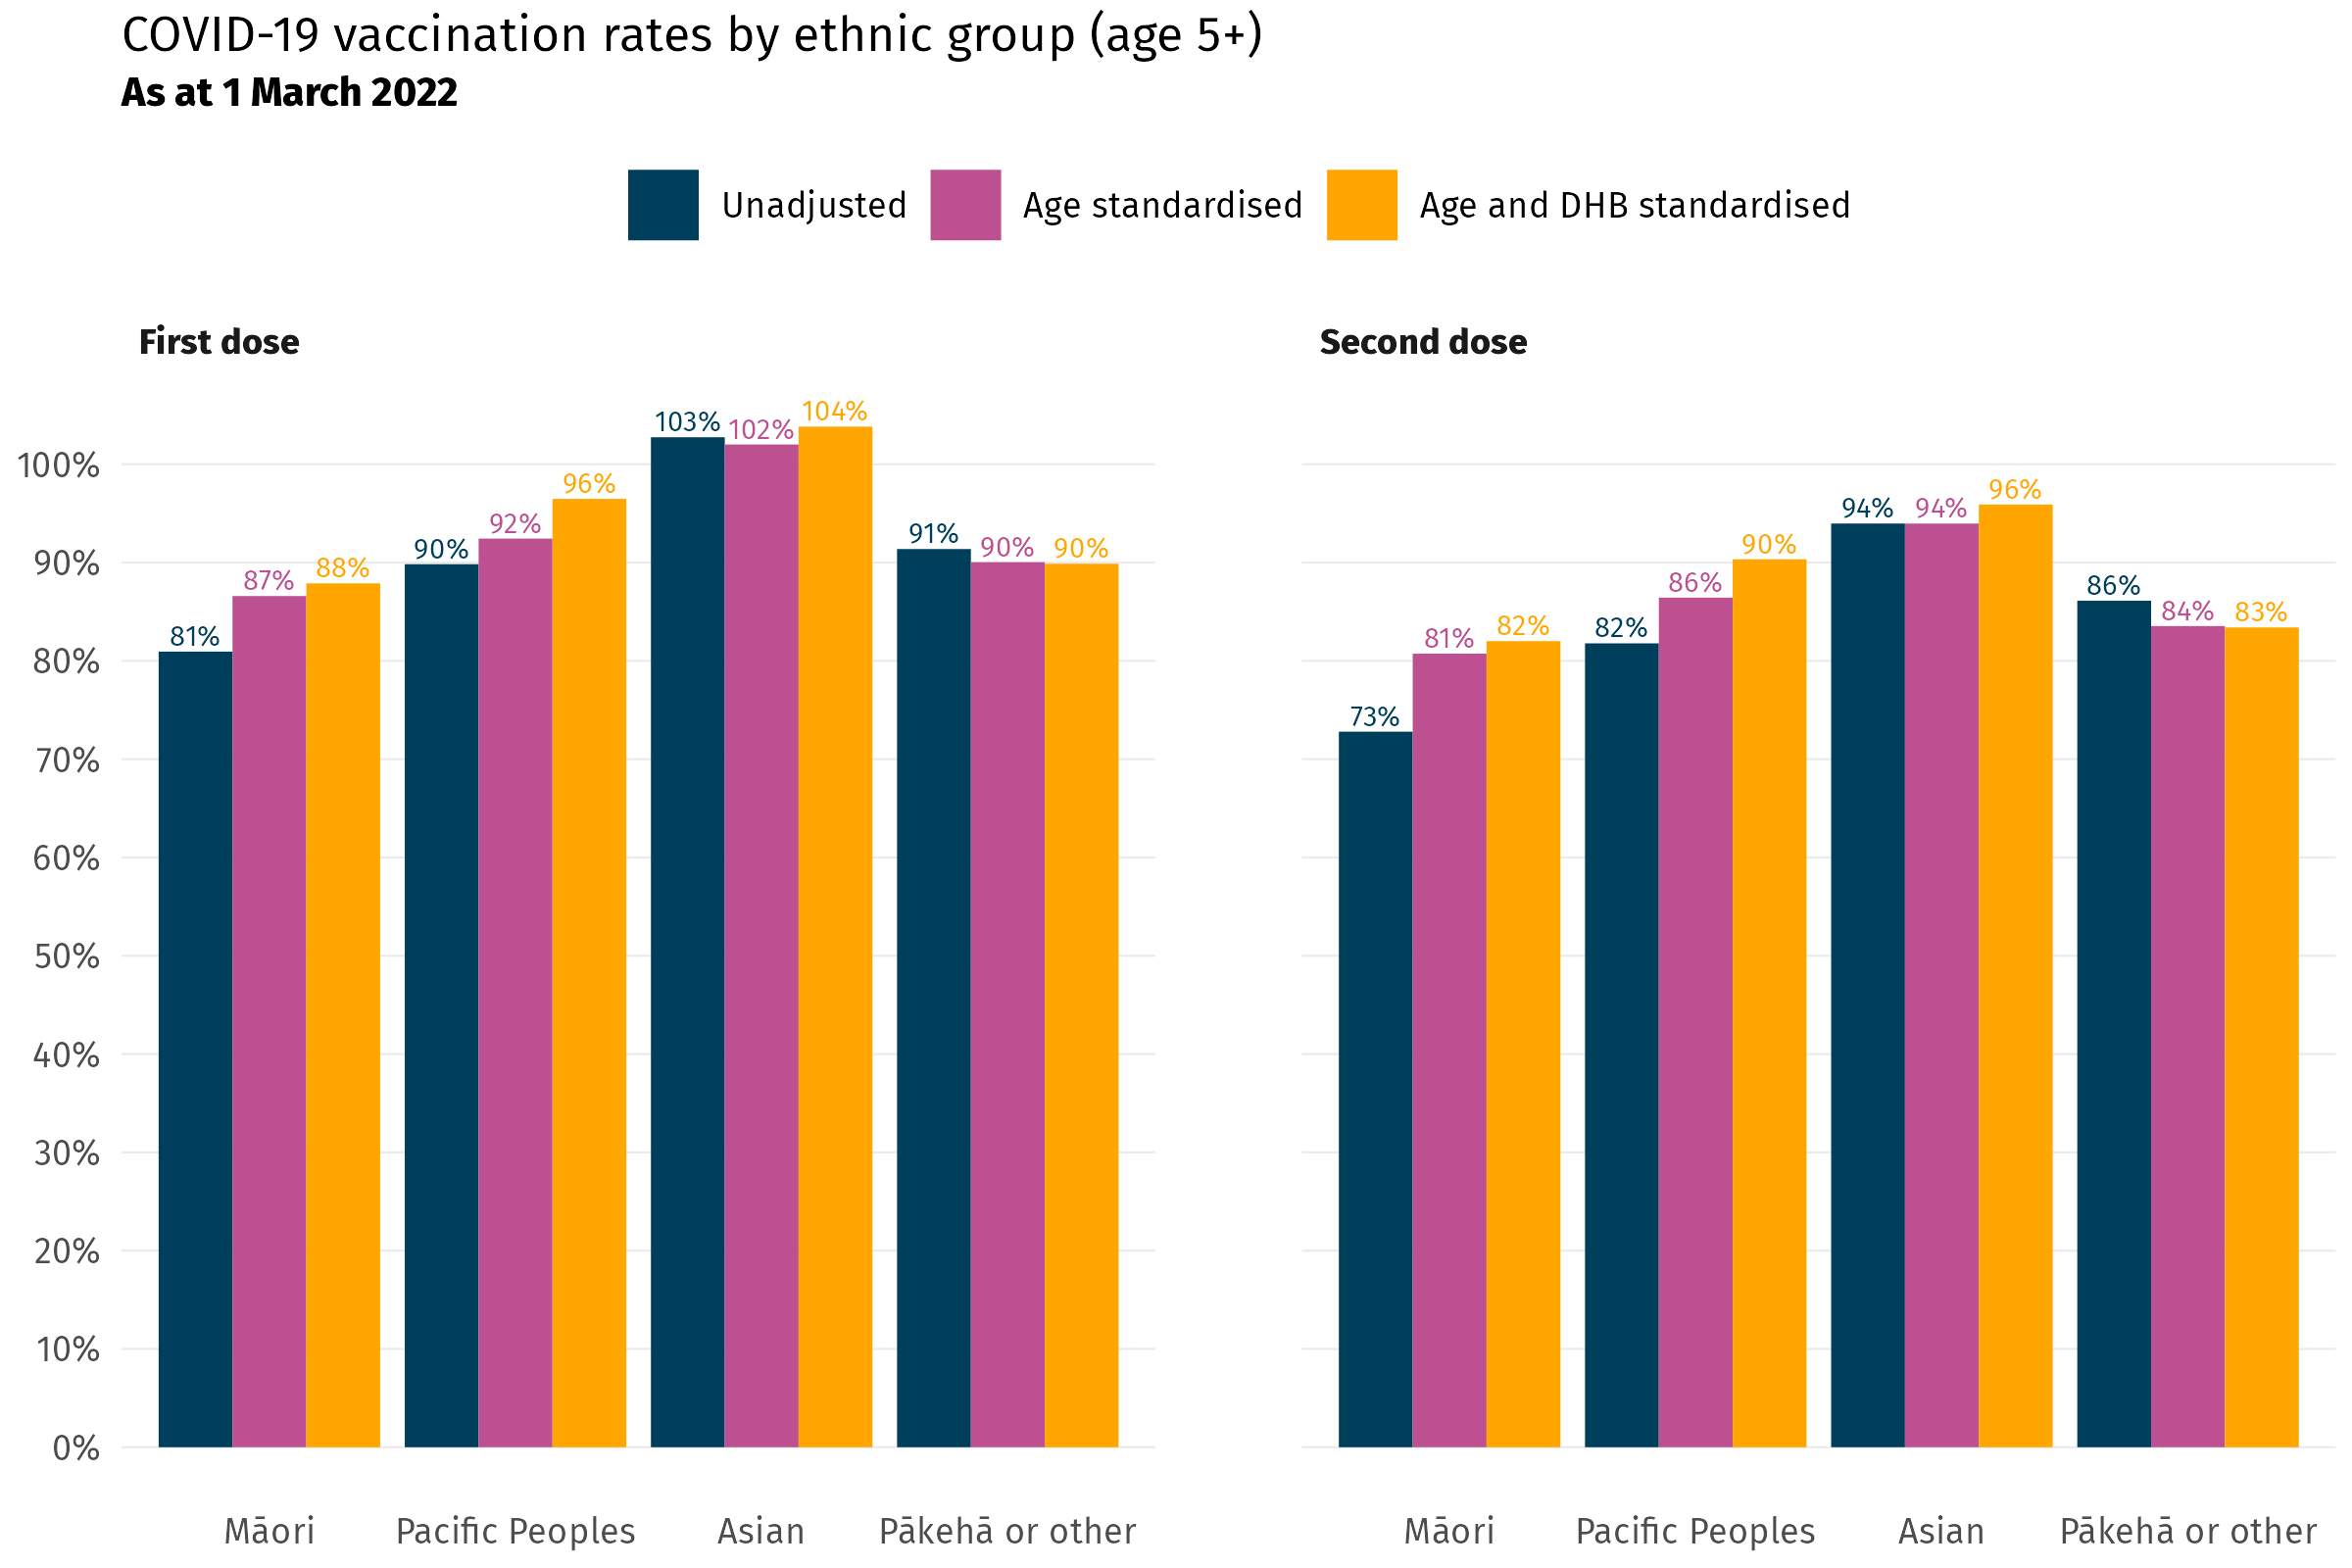 COVID-19 vaccination rates by ethnic group (age 5+)
As at 1 March 2022
Unadjusted Age standardised Age and DHB standardised
First dose
100%
90%
80%
70%
60%
50%
40%
30%
20%
10%
0%
81% 87% 88%
90% 92% 96%
103% 102% 104%
91% 90% 90%
Māori Pacific Peoples Asian Pākehā or other
Second dose
73% 81% 82%
82% 86% 90%
94% 94% 96%
86% 84% 83%
Māori Pacific Peoples Asian Pākehā or other